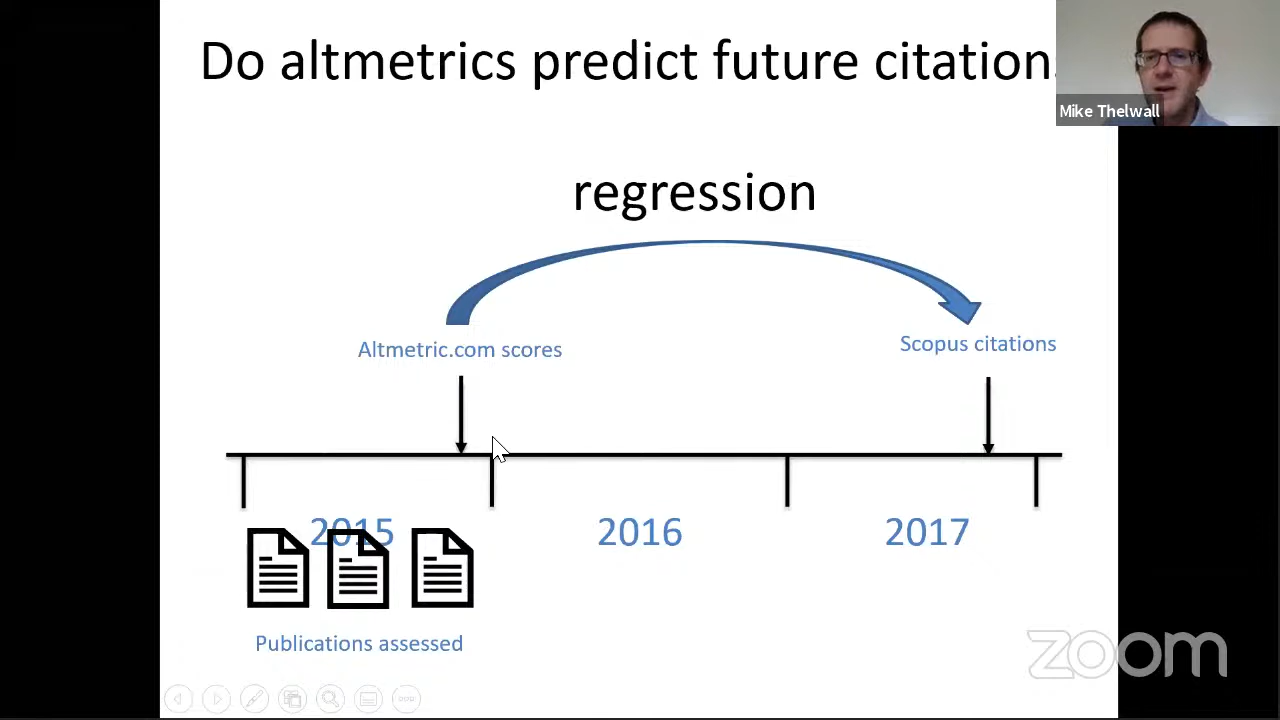 Do altmetrics predict future citation
Mike Thelwall
regression
Altmetric.com scores
Scopus citations
2015
2016
2017
Publications assessed
zoom